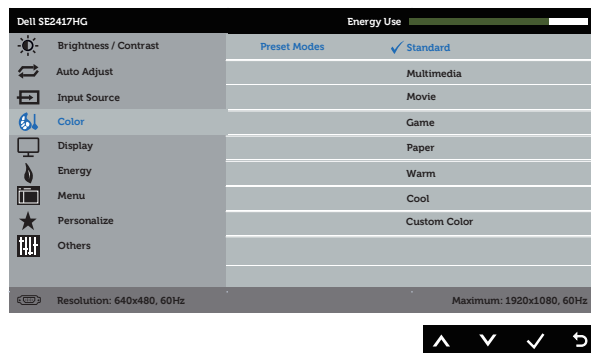 Dell SE2417HG Energy Use
Brightness / Contrast Preset Modes Standard
Auto Adjust Multimedia
Input Source Movie
Color Game
Display Paper
Energy Warm
Menu Cool
Personalize Custom Color
Others
Resolution: 640x480, 60Hz Maximum: 1920x1080, 60Hz